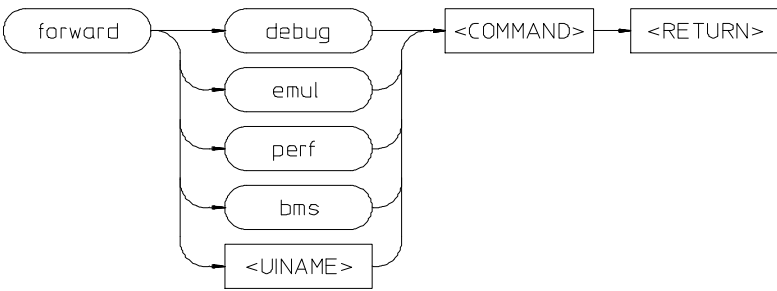 forward debug <COMMAND> <RETURN>
emul
perf
bms
<UINAME>